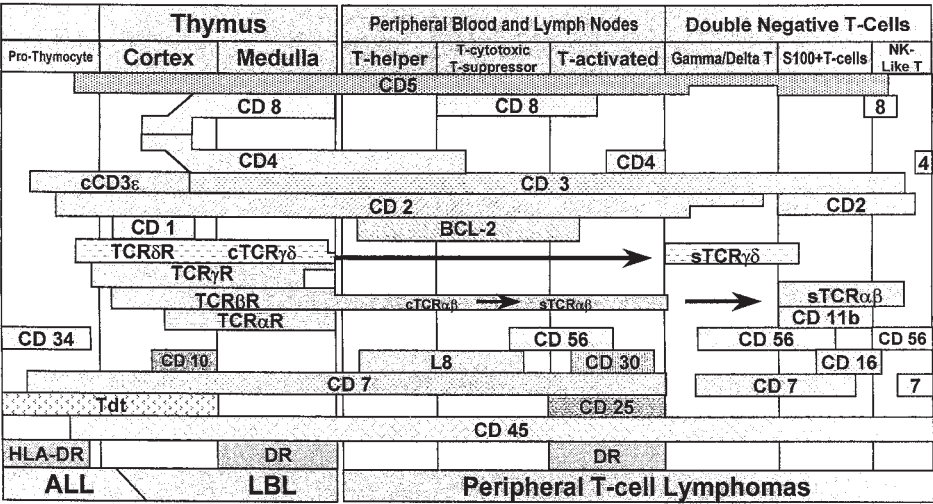 Thymus Peripheral Blood and Lymph Nodes Double Negative T-Cells
Pro-Thymocyte Cortex Medulla T-helper T-cytotoxic T-suppressor T-activated Gamma/Delta T S100+T-cells NK-Like T
CD5
CD 8 CD 8 8
CD4 CD4 4
cCD3ε CD 3
CD 2 CD2
CD 1 BCL-2
TCRδR cTCRγδ sTCRγδ
TCRγR
TCRβR cTCRαβ sTCRαβ sTCRαβ
TCRαR CD 11b
CD 34 CD 56 CD 56 CD 56
CD 10 L8 CD 30 CD 16
CD 7 CD 7 7
Tdt CD 25
CD 45
HLA-DR DR DR
ALL LBL Peripheral T-cell Lymphomas